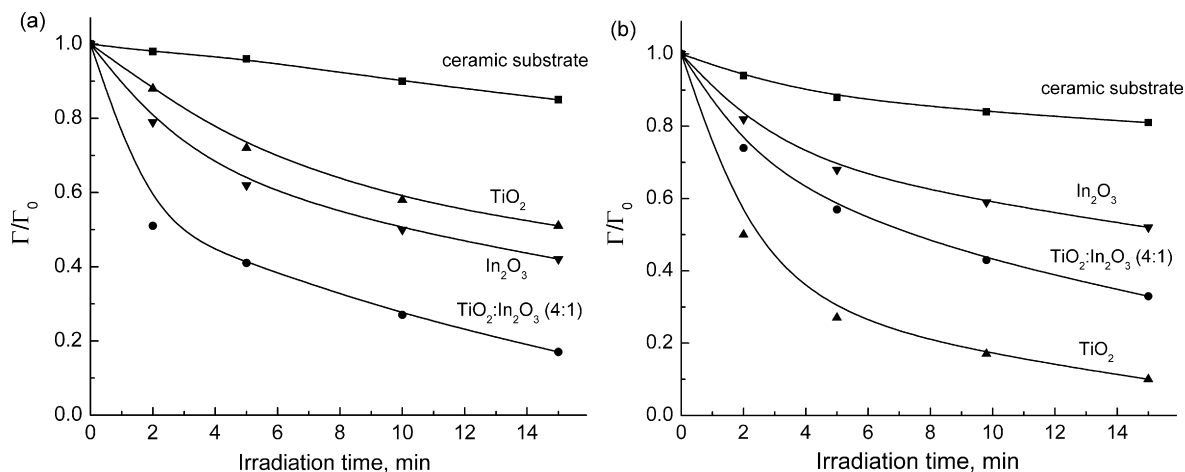 (a)
1.0
0.8
0.6
0.4
0.2
0.0
Γ/Γ0
ceramic substrate
TiO2
In2O3
TiO2:In2O3 (4:1)
0 2 4 6 8 10 12 14
Irradiation time, min
(b)
1.0
0.8
0.6
0.4
0.2
0.0
Γ/Γ0
ceramic substrate
In2O3
TiO2:In2O3 (4:1)
TiO2
0 2 4 6 8 10 12 14
Irradiation time, min